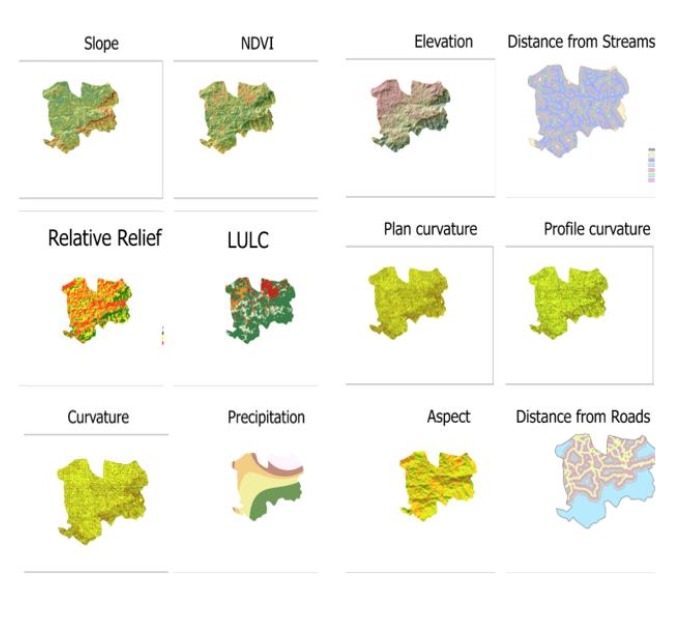 Slope
NDVI
Elevation
Distance from Streams
Relative Relief
LULC
Plan curvature
Profile curvature
Curvature
Precipitation
Aspect
Distance from Roads